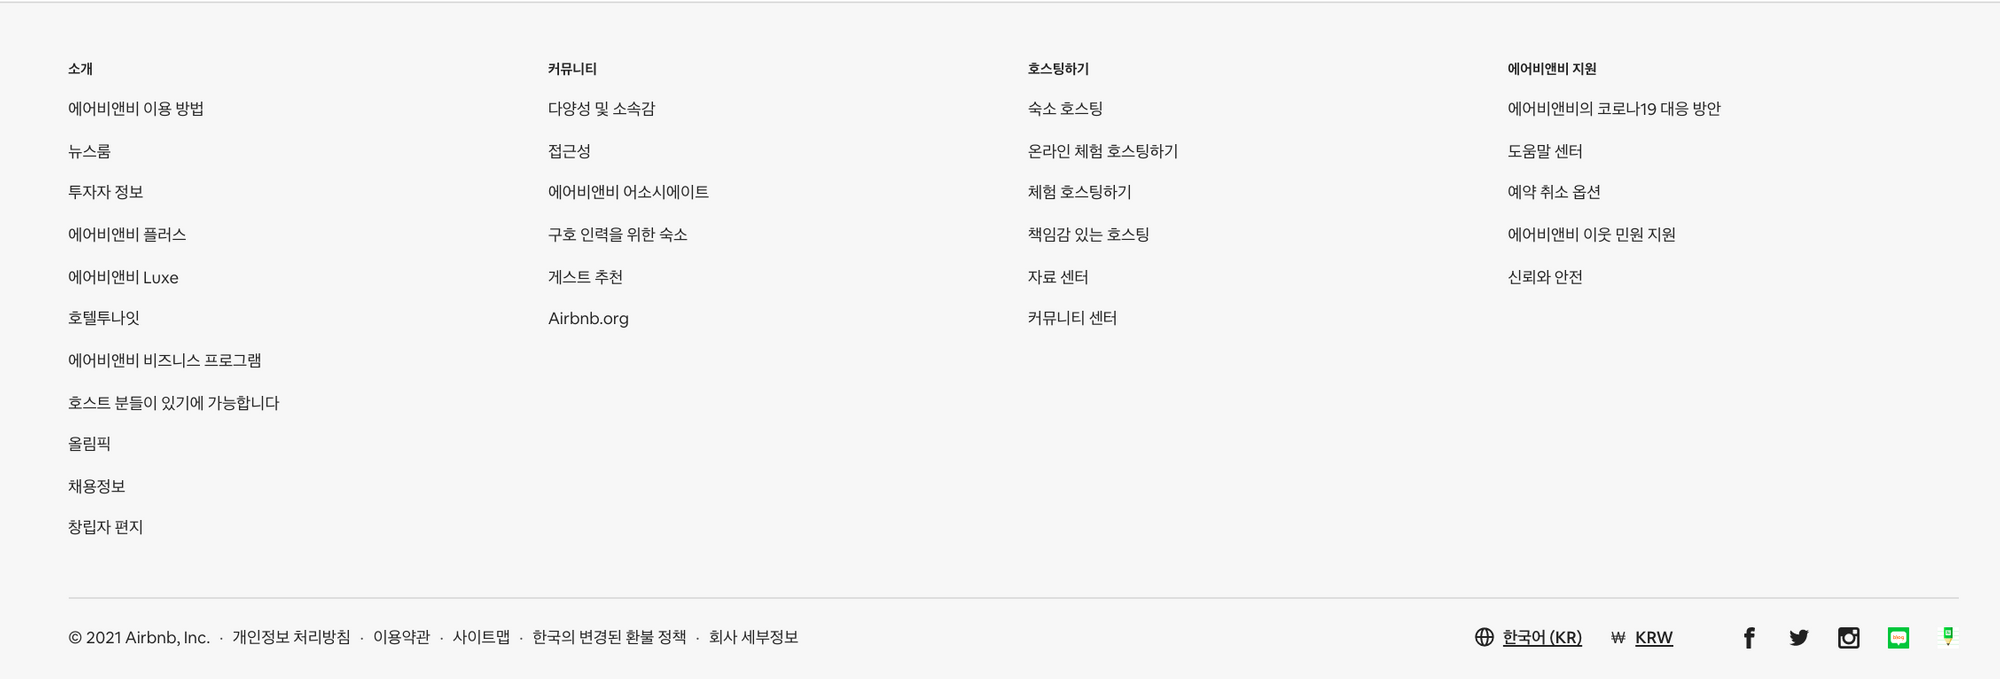 소개
에어비앤비 이용 방법
뉴스룸
투자자 정보
에어비앤비 플러스
에어비앤비 Luxe
호텔투나잇
에어비앤비 비즈니스 프로그램
호스트 분들이 있기에 가능합니다
올림픽
채용정보
창립자 편지
커뮤니티
다양성 및 소속감
접근성
에어비앤비 어소시에이트
구호 인력을 위한 숙소
게스트 추천
Airbnb.org
호스팅하기
숙소 호스팅
온라인 체험 호스팅하기
체험 호스팅하기
책임감 있는 호스팅
자료 센터
커뮤니티 센터
에어비앤비 지원
에어비앤비의 코로나19 대응 방안
도움말 센터
예약 취소 옵션
에어비앤비 이웃 민원 지원
신뢰와 안전
© 2021 Airbnb, Inc. · 개인정보 처리방침 · 이용약관 · 사이트맵 · 한국의 변경된 환불 정책 · 회사 세부정보
한국어 (KR) ₩ KRW
blog